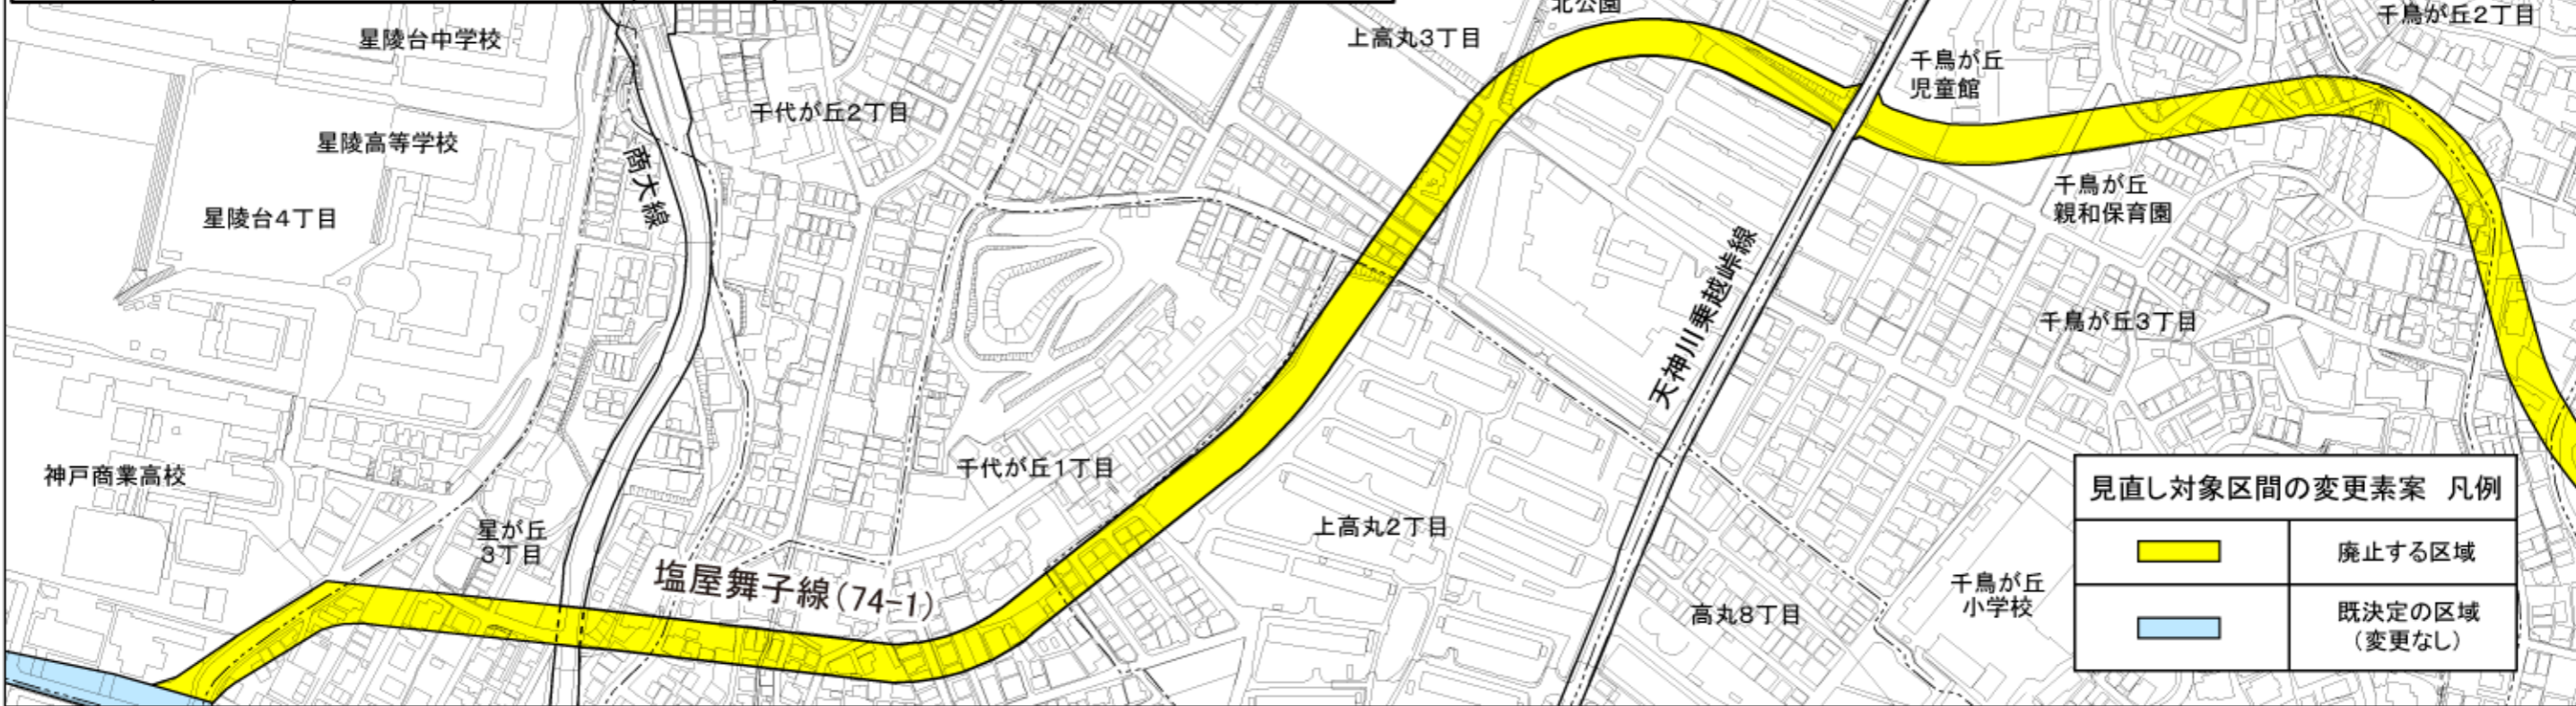 北公園
千鳥が丘2丁目
星陵台中学校
上高丸3丁目
千鳥が丘
児童館
千代が丘2丁目
星陵高等学校
商大線
千鳥が丘
親和保育園
星陵台4丁目
天神川乗越峠線
千鳥が丘3丁目
千代が丘1丁目
神戸商業高校
見直し対象区間の変更素案 凡例
星が丘
3丁目
上高丸2丁目
廃止する区域
塩屋舞子線(74-1)
千鳥が丘
小学校
高丸8丁目
既決定の区域
(変更なし)